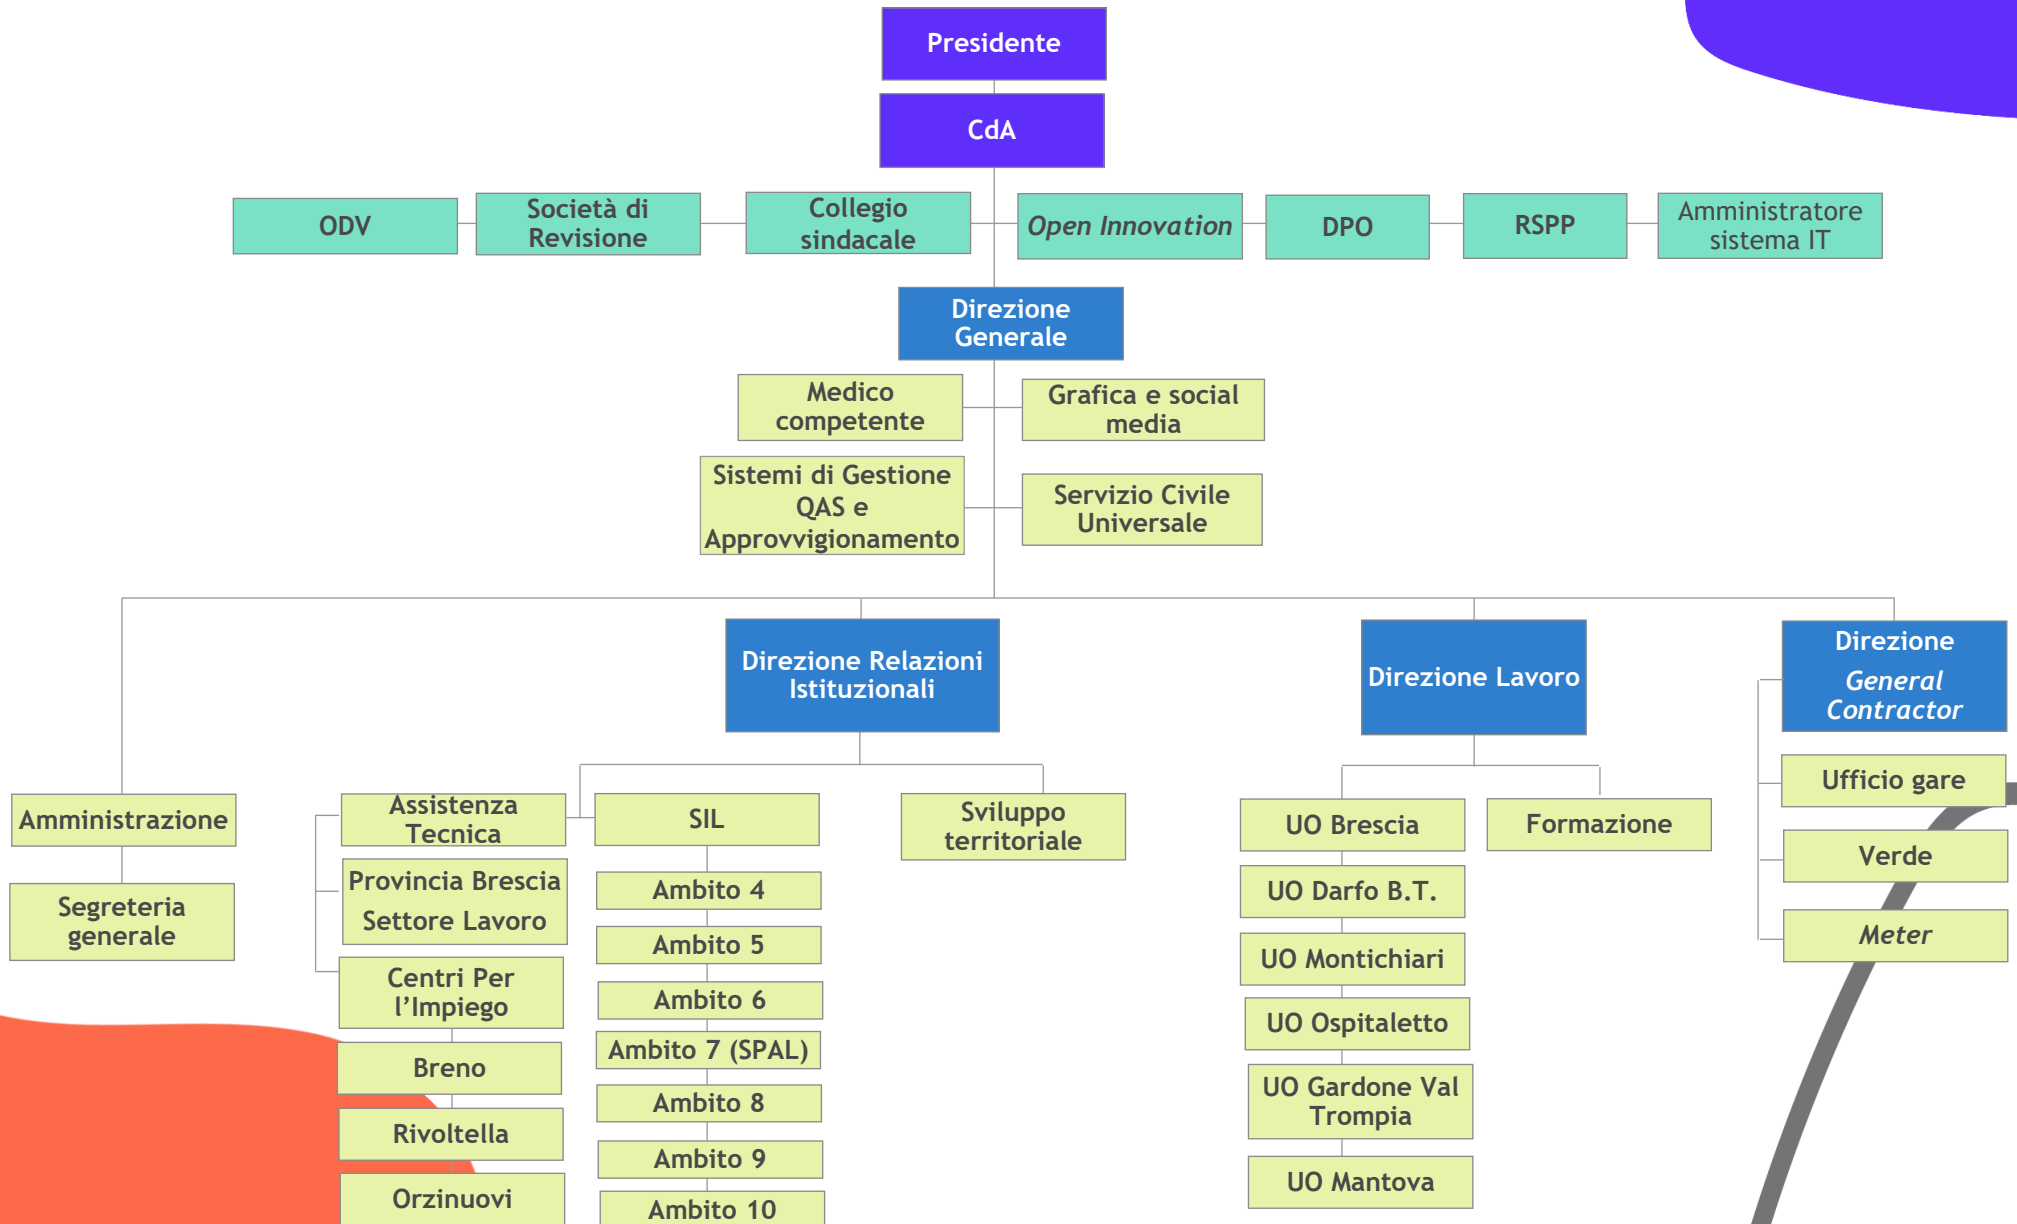 Presidente
CdA
ODV
Società di
Revisione
Collegio
sindacale
Open Innovation
DPO
RSPP
Amministratore
sistema IT
Direzione
Generale
Medico
competente
Grafica e social
media
Sistemi di Gestione
QAS e
Approvvigionamento
Servizio Civile
Universale
Direzione Relazioni
Istituzionali
Direzione Lavoro
Direzione
General
Contractor
Amministrazione
Segreteria
generale
Assistenza
Tecnica
Provincia Brescia
Settore Lavoro
Centri Per
l’Impiego
Breno
Rivoltella
Orzinuovi
SIL
Ambito 4
Ambito 5
Ambito 6
Ambito 7 (SPAL)
Ambito 8
Ambito 9
Ambito 10
Sviluppo
territoriale
UO Brescia
UO Darfo B.T.
UO Montichiari
UO Ospitaletto
UO Gardone Val
Trompia
UO Mantova
Formazione
Ufficio gare
Verde
Meter